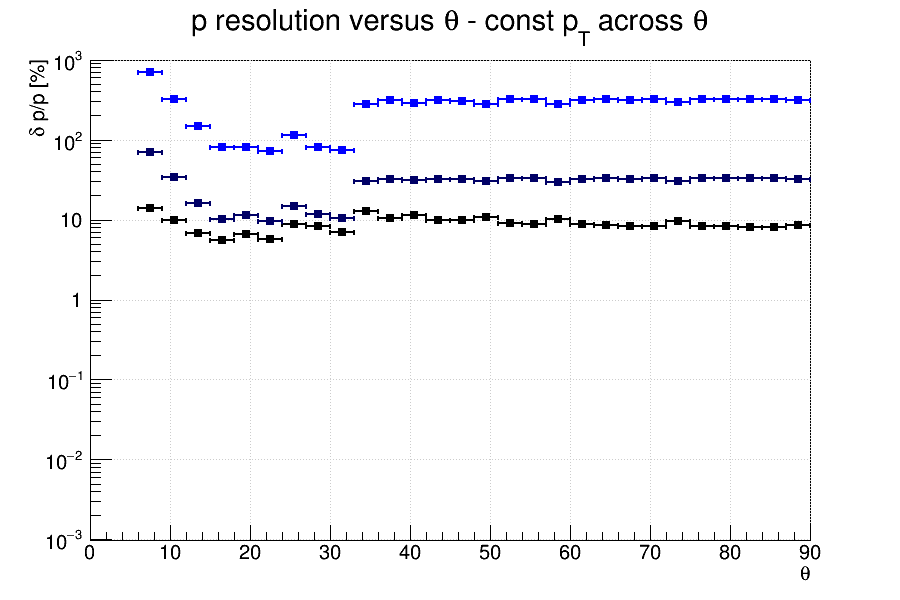 p resolution versus θ - const p_T across θ
δ p/p [%]
10³
10²
10
1
10⁻¹
10⁻²
10⁻³
0 10 20 30 40 50 60 70 80 90
θ